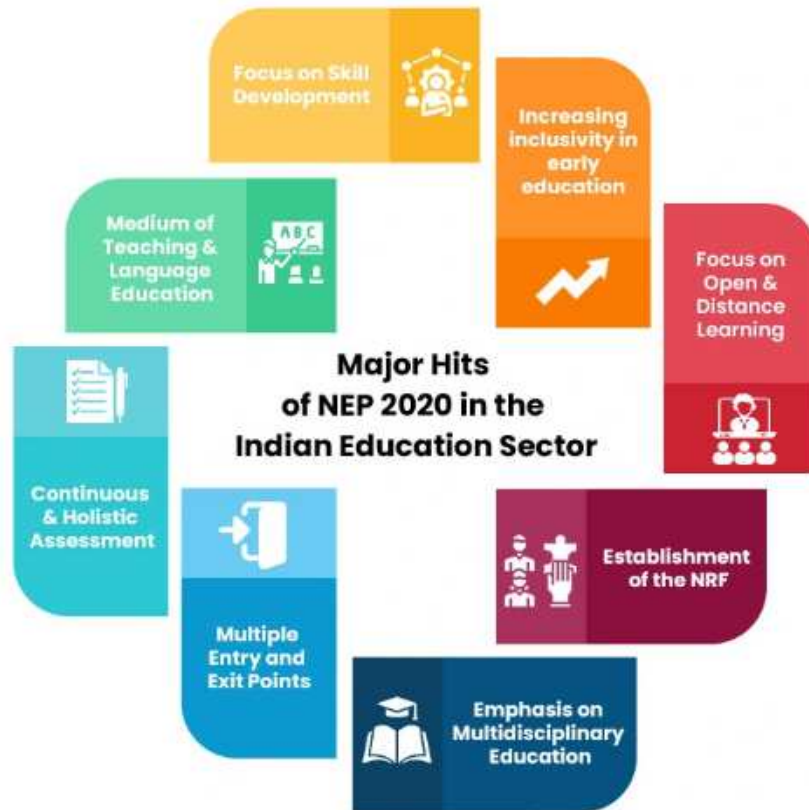 Focus on Skill
Development
Increasing
inclusivity in
early
education
Medium of
Teaching &
Language
Education
ABC
Focus on
Open &
Distance
Learning
Major Hits
of NEP 2020 in the
Indian Education Sector
Continuous
& Holistic
Assessment
Establishment
of the NRF
Multiple
Entry and
Exit Points
Emphasis on
Multidisciplinary
Education